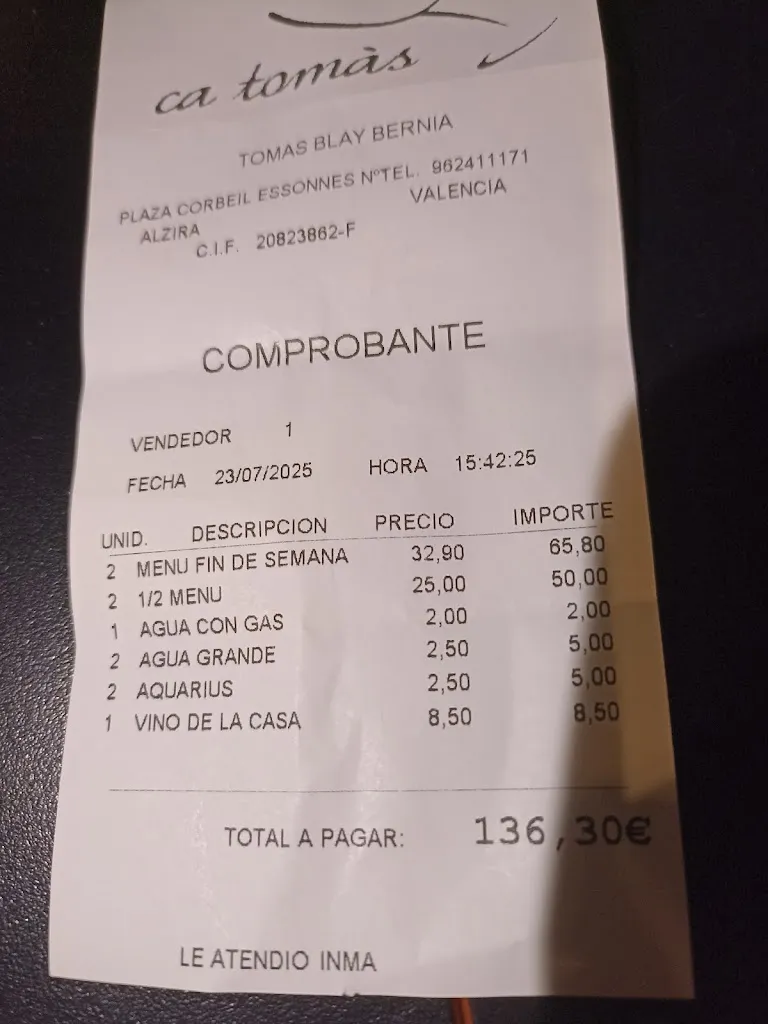 ca tomàs
TOMAS BLAY BERNIA
PLAZA CORBEIL ESSONNES NºTEL. 962411171
ALZIRA VALENCIA
C.I.F. 20823862-F
COMPROBANTE
VENDEDOR 1
FECHA 23/07/2025 HORA 15:42:25
UNID. DESCRIPCION PRECIO IMPORTE
2 MENU FIN DE SEMANA 32,90 65,80
2 1/2 MENU 25,00 50,00
1 AGUA CON GAS 2,00 2,00
2 AGUA GRANDE 2,50 5,00
2 AQUARIUS 2,50 5,00
1 VINO DE LA CASA 8,50 8,50
TOTAL A PAGAR: 136,30€
LE ATENDIO INMA